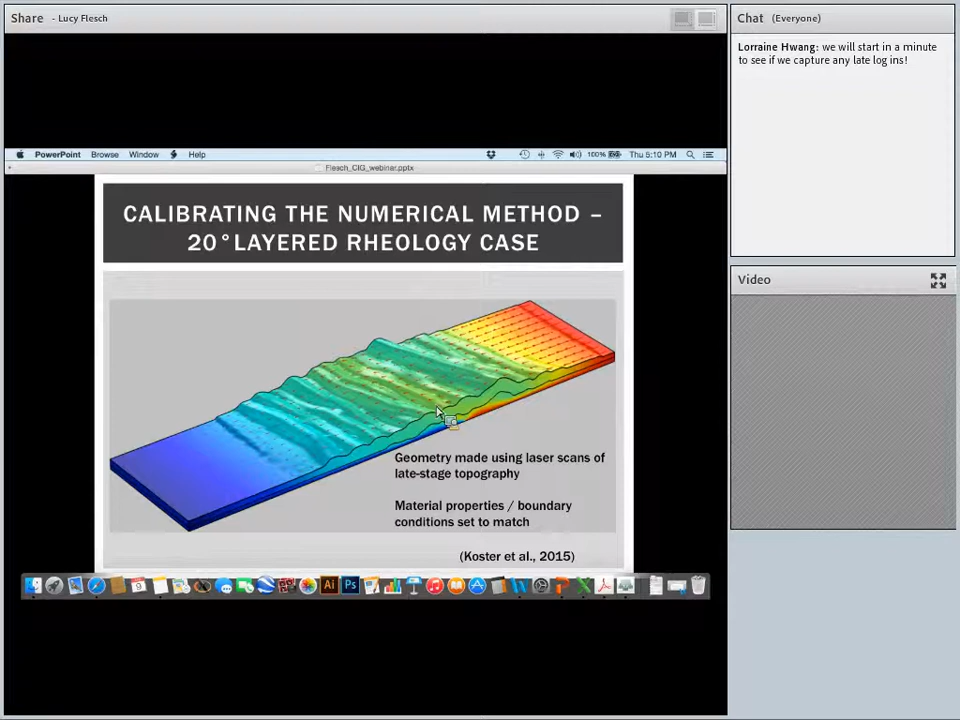 Share - Lucy Flesch
Chat (Everyone)
Lorraine Hwang: we will start in a minute
to see if we capture any late log ins!
PowerPoint Browse Window Help
100% Thu 5:10 PM
Flesch_CIG_webinar.pptx
CALIBRATING THE NUMERICAL METHOD –
20°LAYERED RHEOLOGY CASE
Geometry made using laser scans of
late-stage topography
Material properties / boundary
conditions set to match
(Koster et al., 2015)
Video
9
Ai Ps